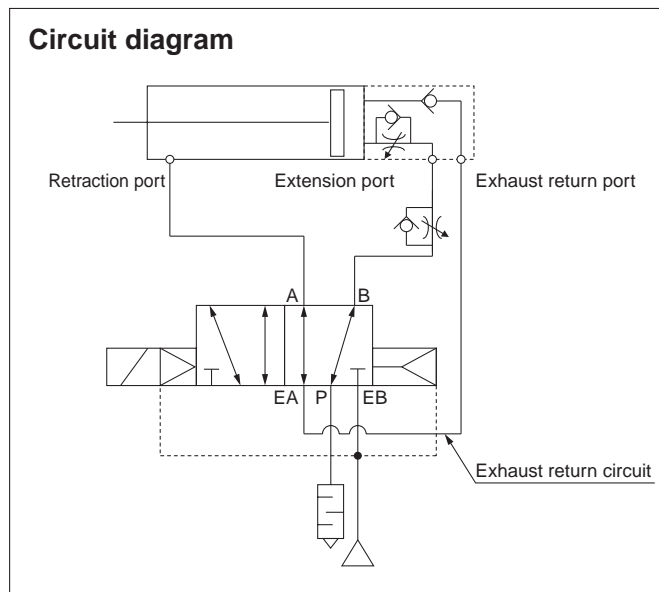 Circuit diagram
Retraction port
Extension port
Exhaust return port
A
B
EA
P
EB
Exhaust return circuit